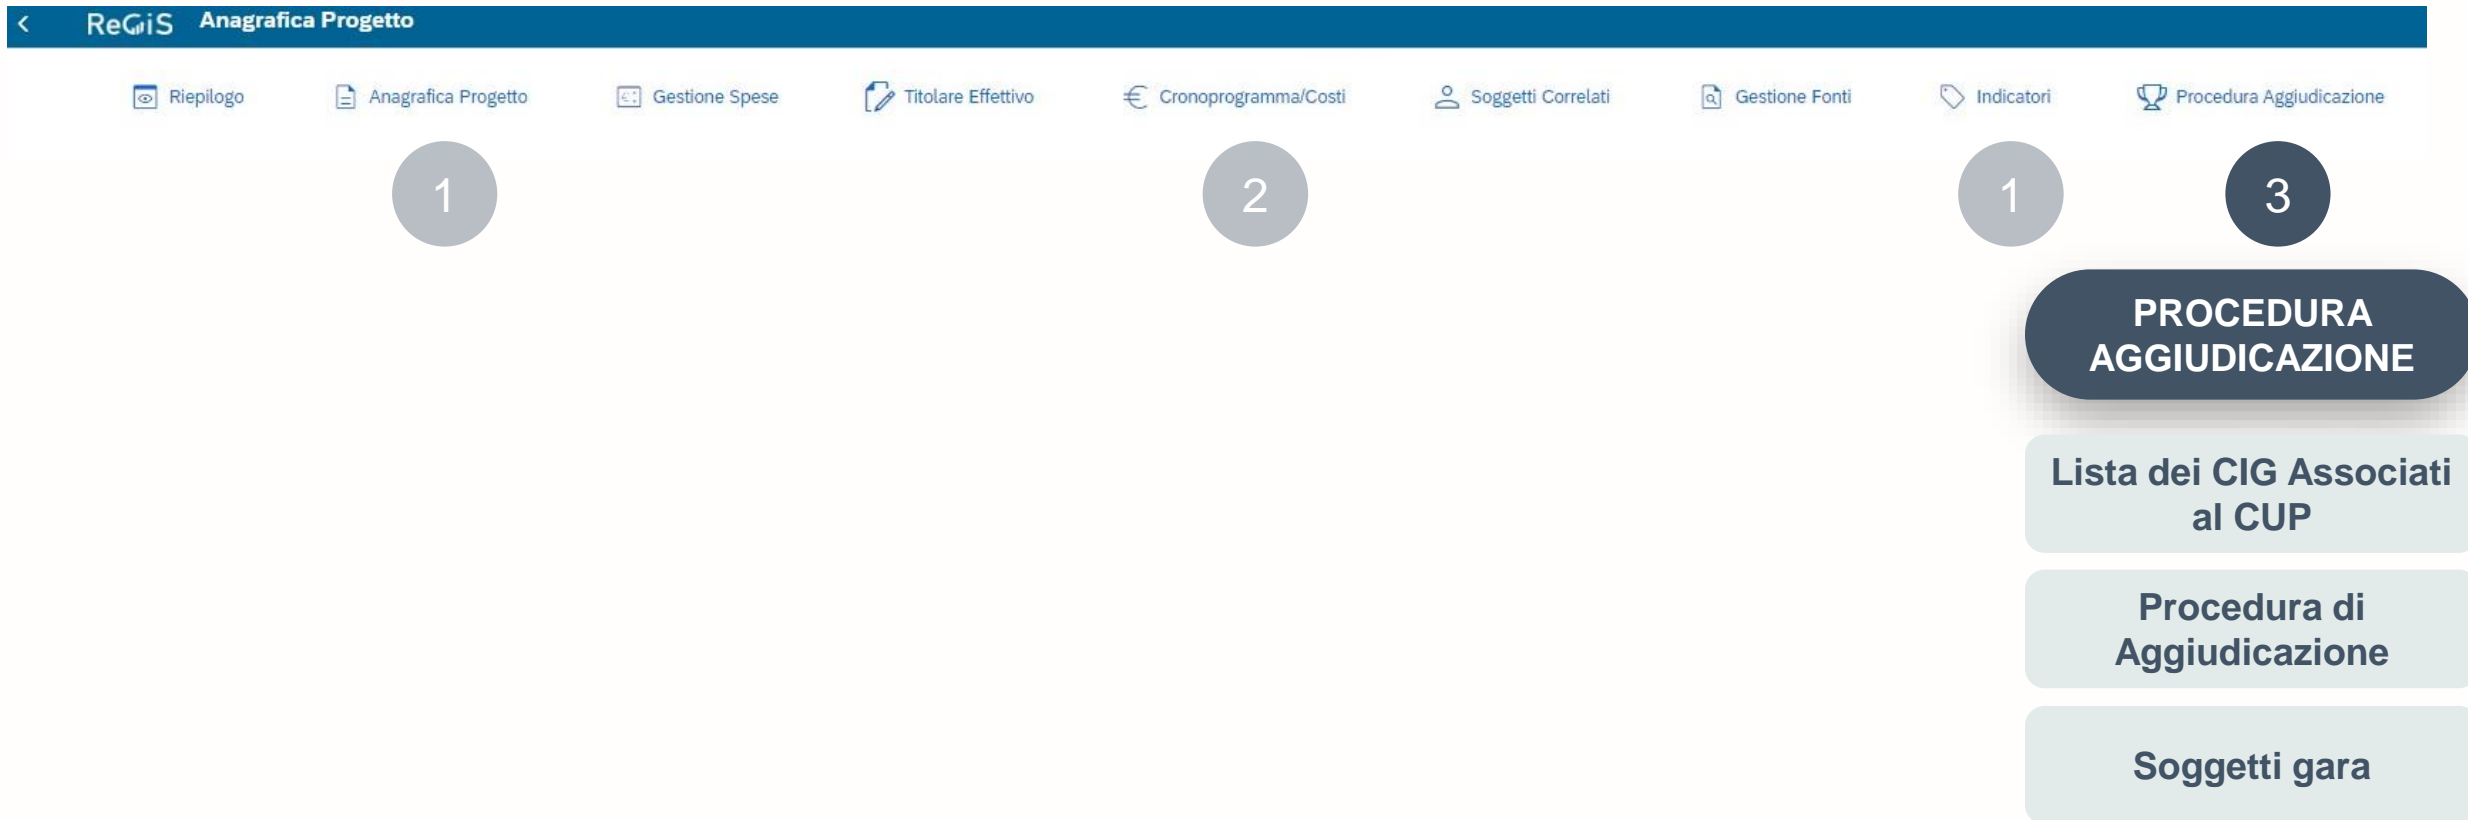 ReGiS Anagrafica Progetto
Riepilogo Anagrafica Progetto Gestione Spese Titolare Effettivo Cronoprogramma/Costi Soggetti Correlati Gestione Fonti Indicatori Procedura Aggiudicazione
1 2 1 3
PROCEDURA
AGGIUDICAZIONE
Lista dei CIG Associati
al CUP
Procedura di
Aggiudicazione
Soggetti gara